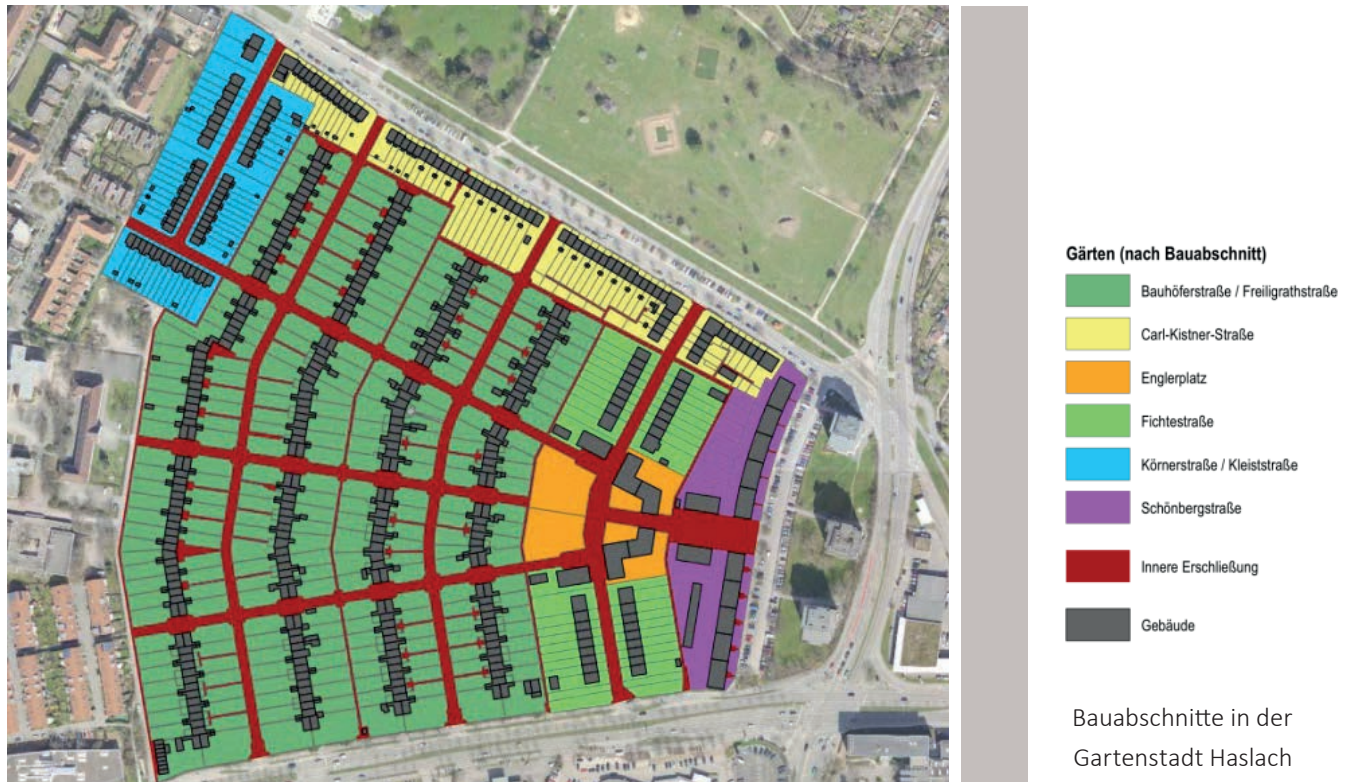 Gärten (nach Bauabschnitt)
Bauhöferstraße / Freiligrathstraße
Carl-Kistner-Straße
Englerplatz
Fichtestraße
Körnerstraße / Kleiststraße
Schönbergstraße
Innere Erschließung
Gebäude
Bauabschnitte in der
Gartenstadt Haslach